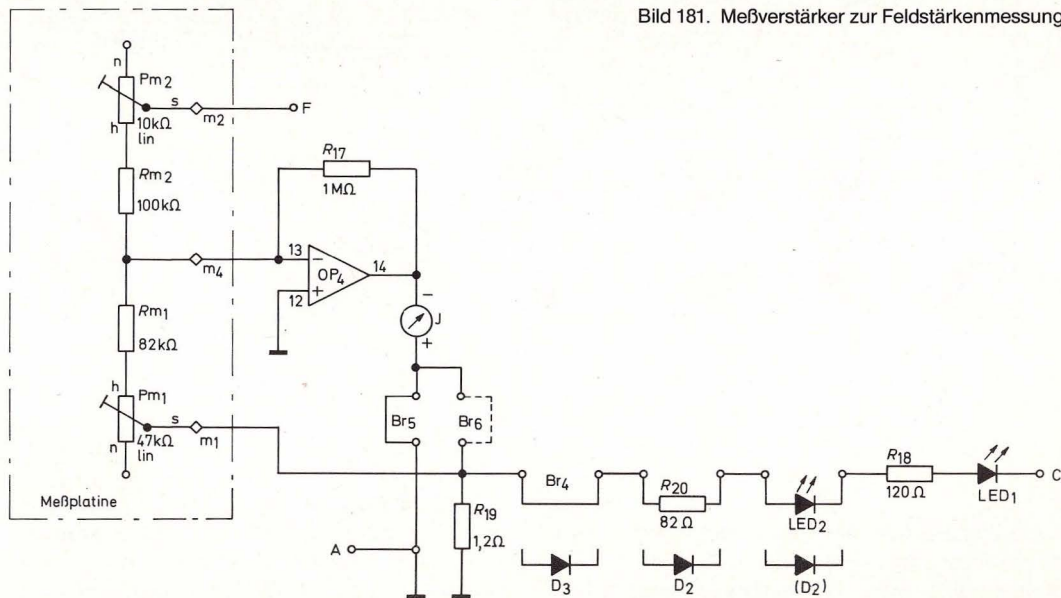 Bild 181. Meßverstärker zur Feldstärkenmessung
n
Pm2
s
m2
F
h
10kΩ
lin
Rm2
100kΩ
R17
1MΩ
m4
13
−
OP4
14
12
+
−
J
+
Rm1
82kΩ
h
Pm1
s
m1
47kΩ
n
lin
Br5
Br6
Meßplatine
Br4
R20
82Ω
LED2
R18
120Ω
LED1
C
R19
1,2Ω
A
D3
D2
(D2)